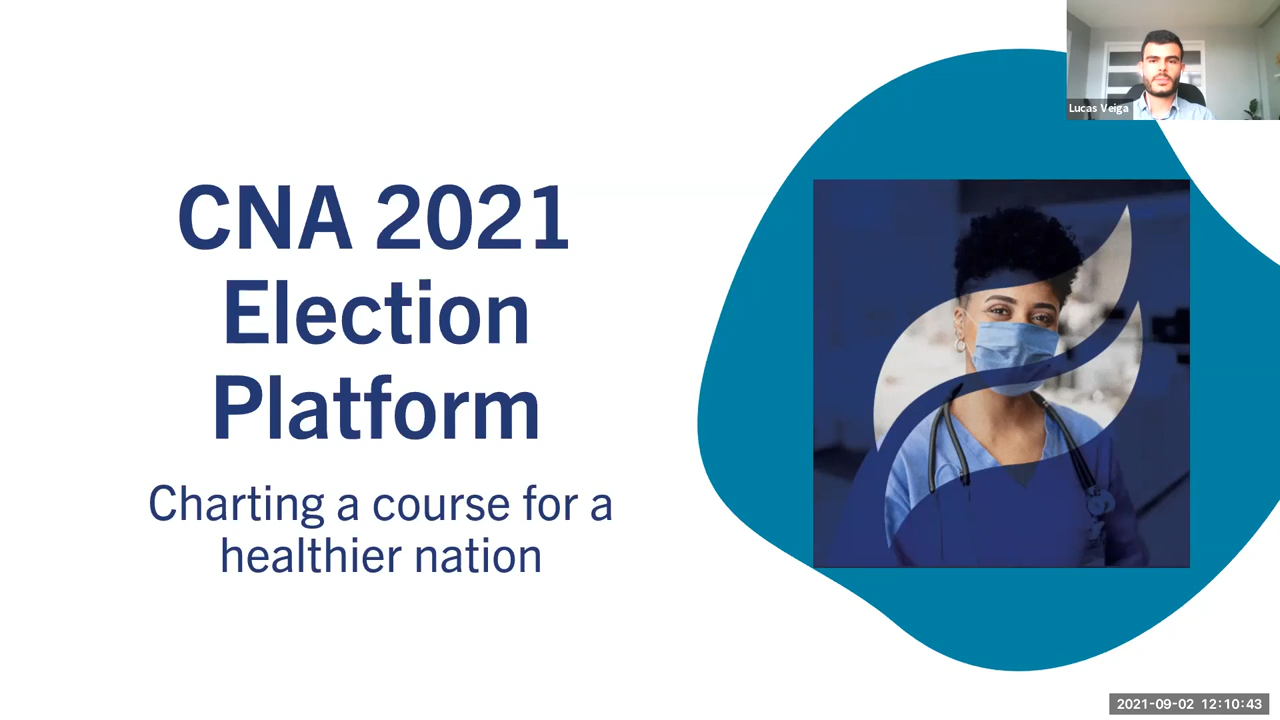 Lucas Veiga
CNA 2021
Election
Platform
Charting a course for a
healthier nation
2021-09-02 12:10:43